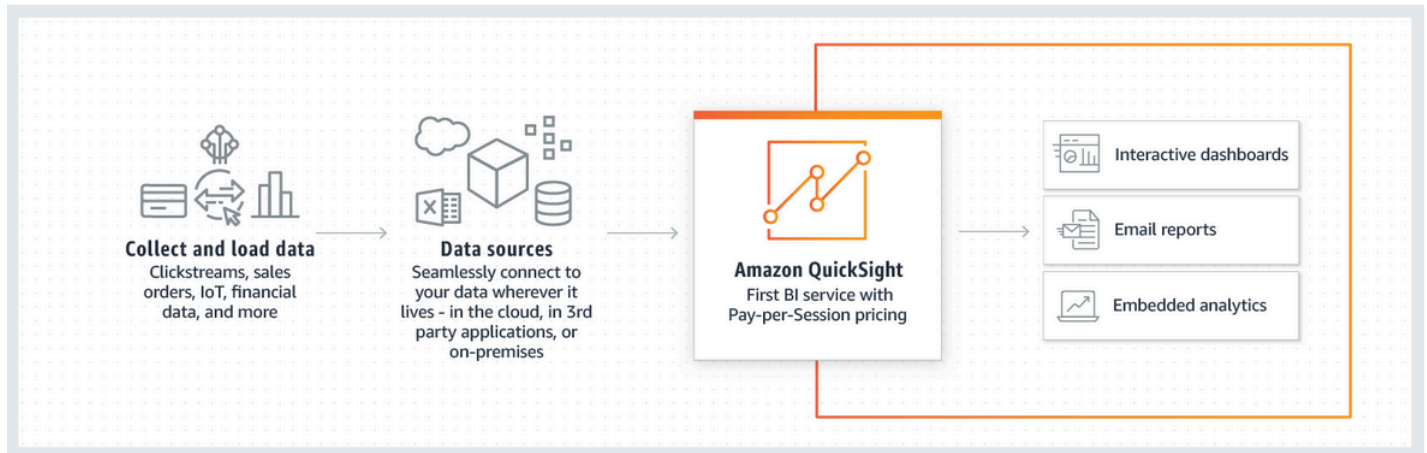 Collect and load data
Clickstreams, sales
orders, IoT, financial
data, and more
Data sources
Seamlessly connect to
your data wherever it
lives - in the cloud, in 3rd
party applications, or
on-premises
Amazon QuickSight
First BI service with
Pay-per-Session pricing
Interactive dashboards
Email reports
Embedded analytics